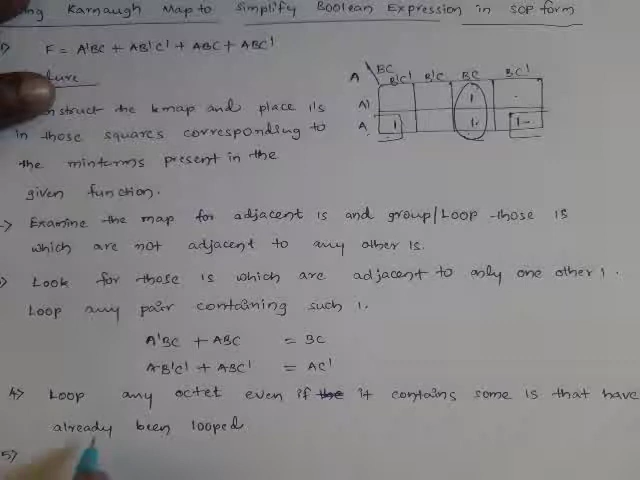 Karnaugh Map to Simplify Boolean Expression in SOP form
F = A'BC + AB'C' + ABC + ABC'
BC
A B'C' B'C BC BC'
A' 1
A 1 1 1
the kmap and place 1s
in those squares corresponding to
the minterms present in the
given function.
Examine the map for adjacent 1s and group/Loop those 1s
which are not adjacent to any other 1s.
Look for those 1s which are adjacent to only one other 1.
Loop any pair containing such 1.
A'BC + ABC = BC
AB'C' + ABC' = AC'
4) Loop any octet even if the it contains some 1s that have
already been looped.
5)